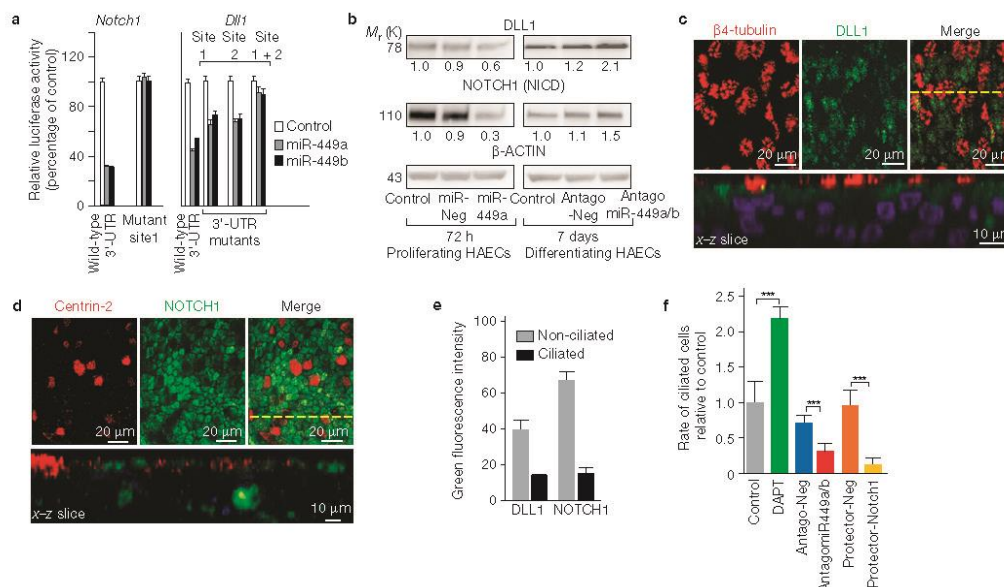 a
Notch1
Dll1
Relative luciferase activity
(percentage of control)
120
80
40
0
Site Site Site
1 2 1 + 2
Control
miR-449a
miR-449b
Wild-type
3'-UTR
Mutant
site1
Wild-type
3'-UTR
3'-UTR
mutants
b
DLL1
Mr (K)
78
1.0 0.9 0.6 1.0 1.2 2.1
NOTCH1 (NICD)
110
1.0 0.9 0.3 1.0 1.1 1.5
β-ACTIN
43
Control miR-Neg miR-449a Control Antago-Neg Antago miR-449a/b
72 h 7 days
Proliferating HAECs Differentiating HAECs
c
β4-tubulin DLL1 Merge
20 μm 20 μm 20 μm
x–z slice 10 μm
d
Centrin-2 NOTCH1 Merge
20 μm 20 μm 20 μm
x–z slice 10 μm
e
Green fluorescence intensity
100
80
60
40
20
0
Non-ciliated
Ciliated
DLL1 NOTCH1
f
Rate of ciliated cells
relative to control
2.5
2.0
1.5
1.0
0.5
0
*** *** ***
Control
DAPT
Antago-Neg
AntagomiR449a/b
Protector-Neg
Protector-Notch1